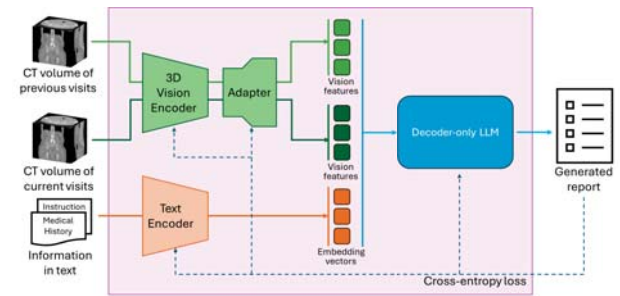 CT volume of
previous visits
3D
Vision
Encoder
Adapter
Vision
features
CT volume of
current visits
Vision
features
Decoder-only LLM
Generated
report
Instruction
Medical
History
Information
in text
Text
Encoder
Embedding
vectors
Cross-entropy loss